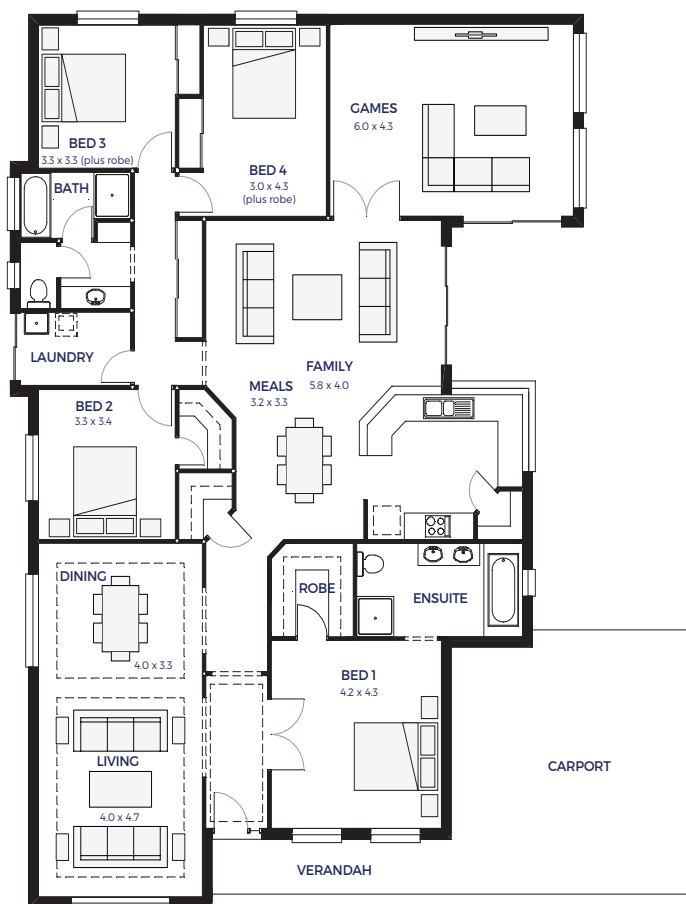 GAMES
6.0 x 4.3
BED 3
3.3 x 3.3 (plus robe)
BED 4
3.0 x 4.3
(plus robe)
BATH
LAUNDRY
FAMILY
5.8 x 4.0
MEALS
3.2 x 3.3
BED 2
3.3 x 3.4
DINING
4.0 x 3.3
ROBE
ENSUITE
BED 1
4.2 x 4.3
LIVING
4.0 x 4.7
CARPORT
VERANDAH